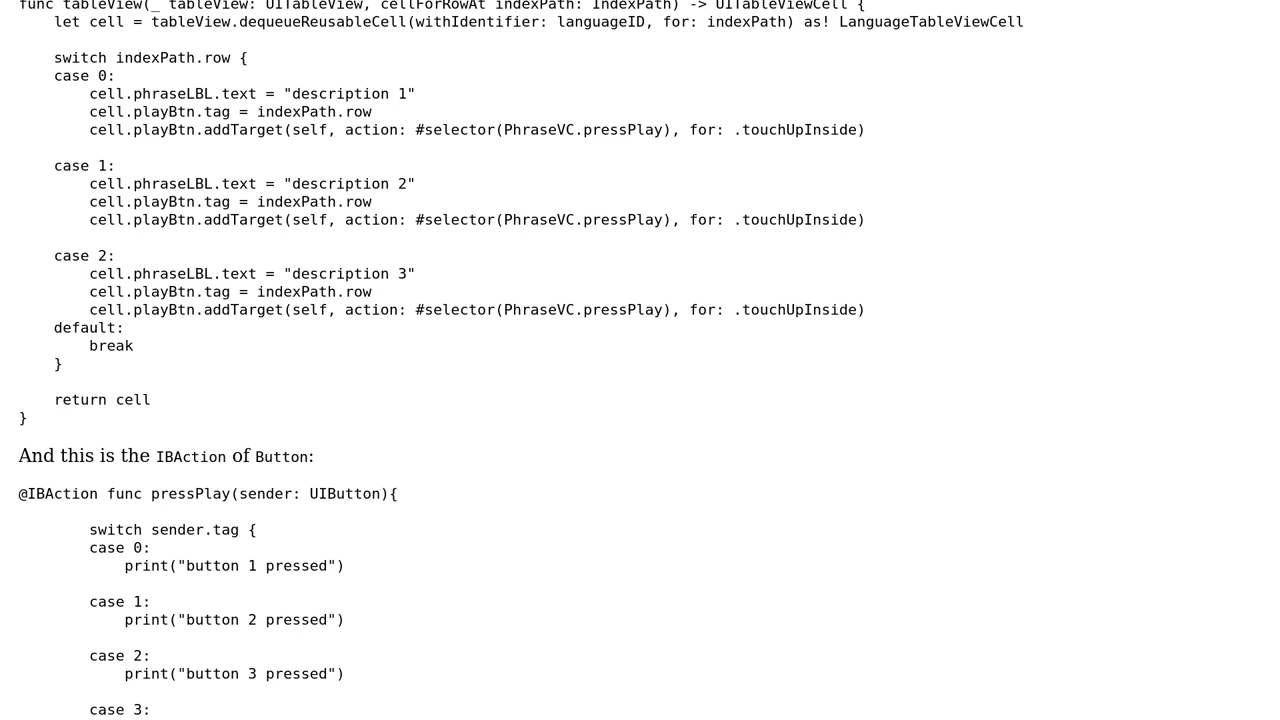 func tableView(_ tableView: UITableView, cellForRowAt indexPath: IndexPath) -> UITableViewCell {
    let cell = tableView.dequeueReusableCell(withIdentifier: languageID, for: indexPath) as! LanguageTableViewCell

    switch indexPath.row {
    case 0:
        cell.phraseLBL.text = "description 1"
        cell.playBtn.tag = indexPath.row
        cell.playBtn.addTarget(self, action: #selector(PhraseVC.pressPlay), for: .touchUpInside)

    case 1:
        cell.phraseLBL.text = "description 2"
        cell.playBtn.tag = indexPath.row
        cell.playBtn.addTarget(self, action: #selector(PhraseVC.pressPlay), for: .touchUpInside)

    case 2:
        cell.phraseLBL.text = "description 3"
        cell.playBtn.tag = indexPath.row
        cell.playBtn.addTarget(self, action: #selector(PhraseVC.pressPlay), for: .touchUpInside)
    default:
        break
    }

    return cell
}
And this is the IBAction of Button:
@IBAction func pressPlay(sender: UIButton){

        switch sender.tag {
        case 0:
            print("button 1 pressed")

        case 1:
            print("button 2 pressed")

        case 2:
            print("button 3 pressed")

        case 3: